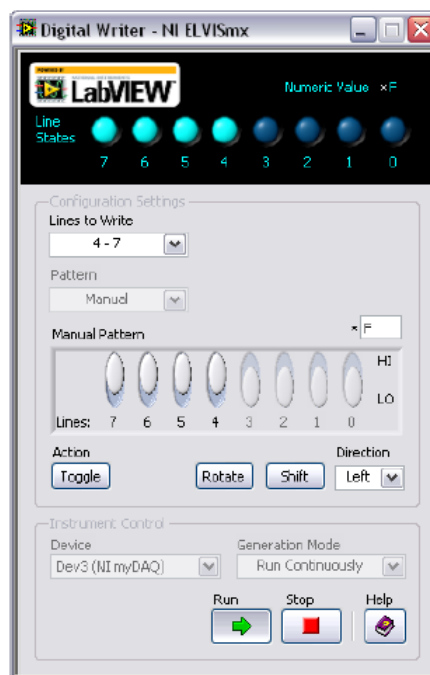 Digital Writer - NI ELVISmx
LabVIEW
Numeric Value ×F
Line
States
7 6 5 4 3 2 1 0
Configuration Settings
Lines to Write
4 - 7
Pattern
Manual
Manual Pattern
× F
HI
LO
Lines: 7 6 5 4 3 2 1 0
Action
Direction
Toggle
Rotate
Shift
Left
Instrument Control
Device
Generation Mode
Dev3 (NI myDAQ)
Run Continuously
Run
Stop
Help